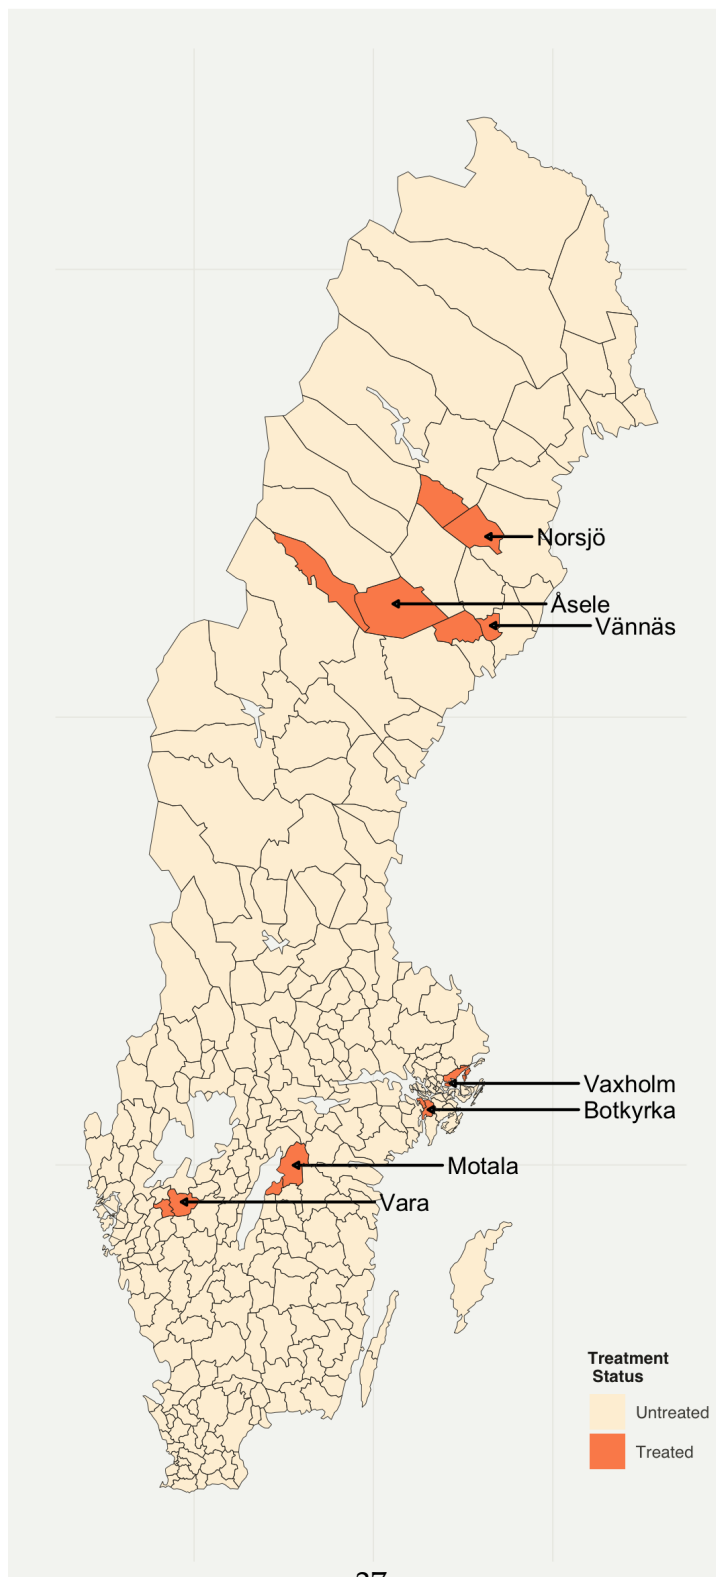 Norsjö
Åsele
Vännäs
Vaxholm
Botkyrka
Motala
Vara
Treatment
Status
Untreated
Treated